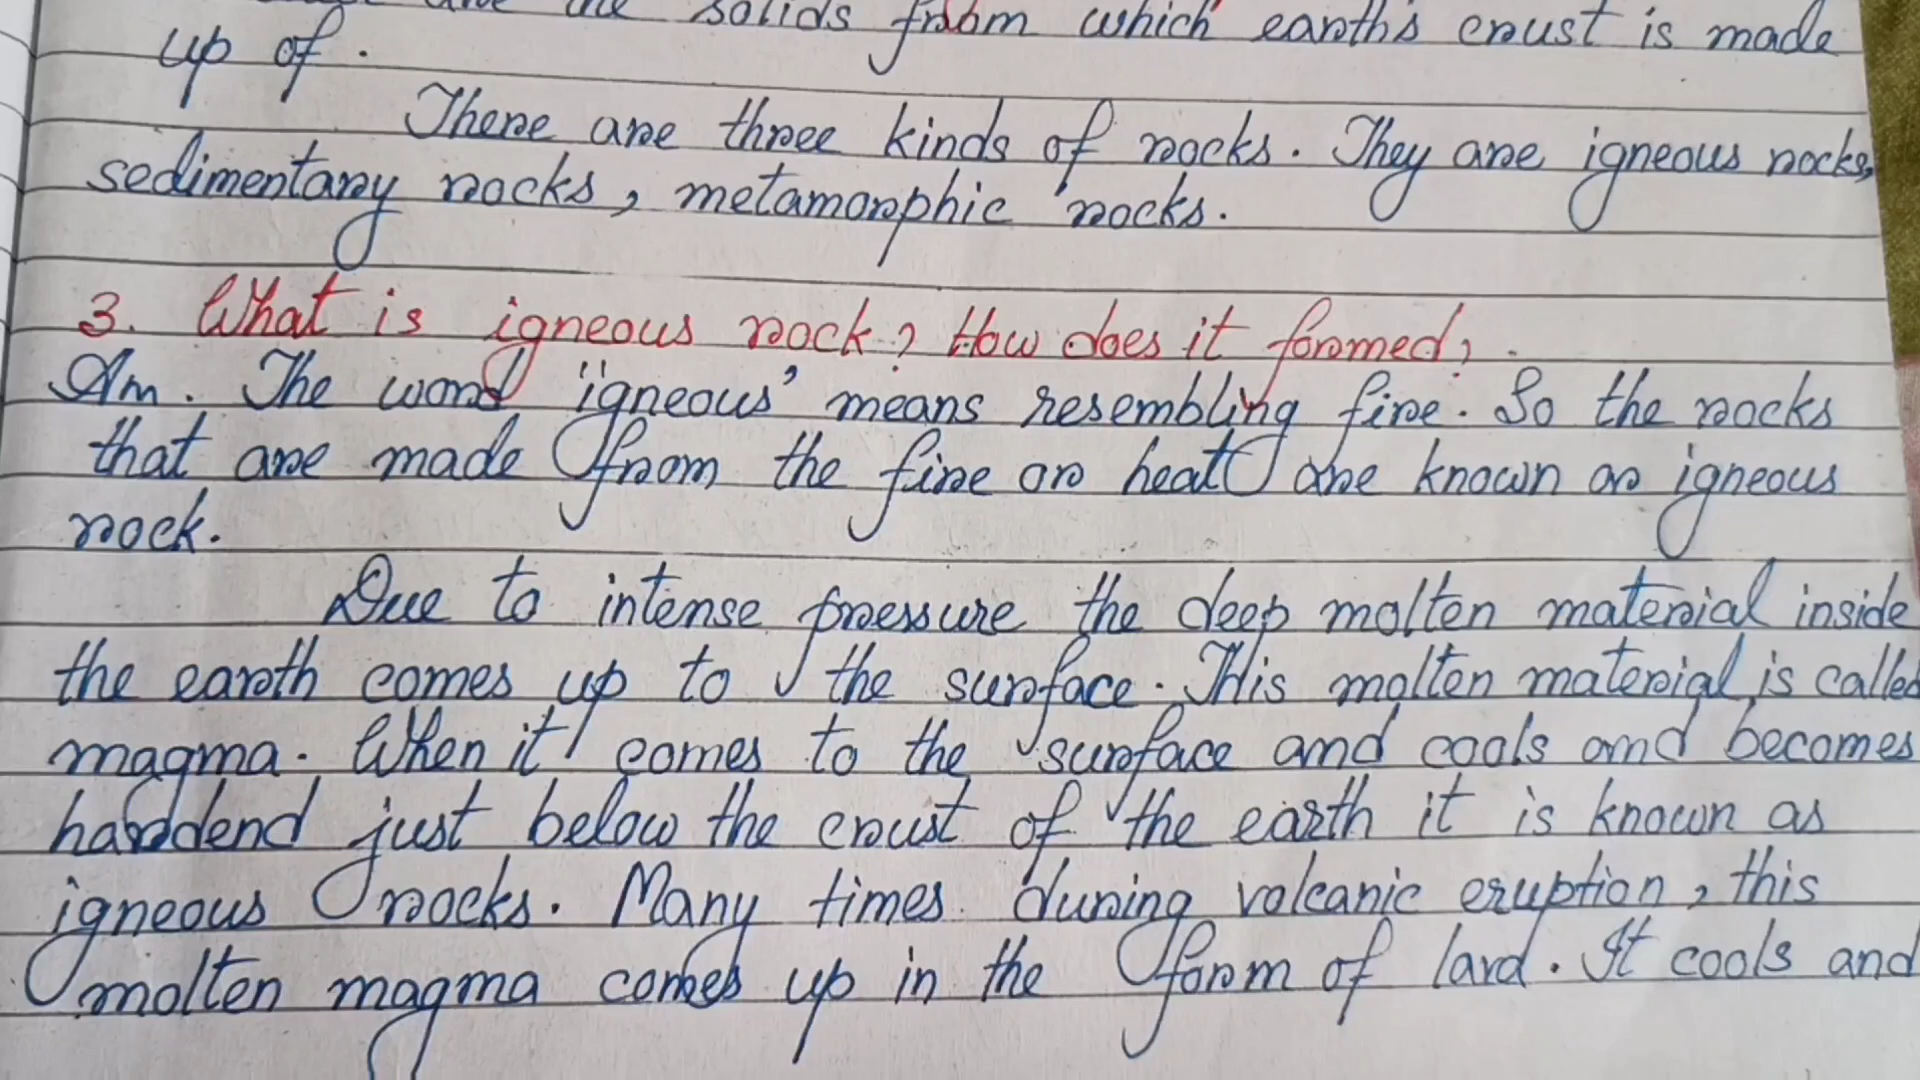 the solids from which earth's crust is made
up of.
There are three kinds of rocks. They are igneous rocks,
sedimentary rocks, metamorphic rocks.
3. What is igneous rock? How does it formed?
Ans. The word "igneous' means resembling fire. So the rocks
that are made from the fire or heat are known as igneous
rock.
Due to intense pressure the deep molten material inside
the earth comes up to the surface. This molten material is called
magma. When it comes to the surface and cools and becomes
harddend just below the crust of the earth it is known as
igneous rocks. Many times during volcanic eruption, this
molten magma comes up in the form of lava. It cools and